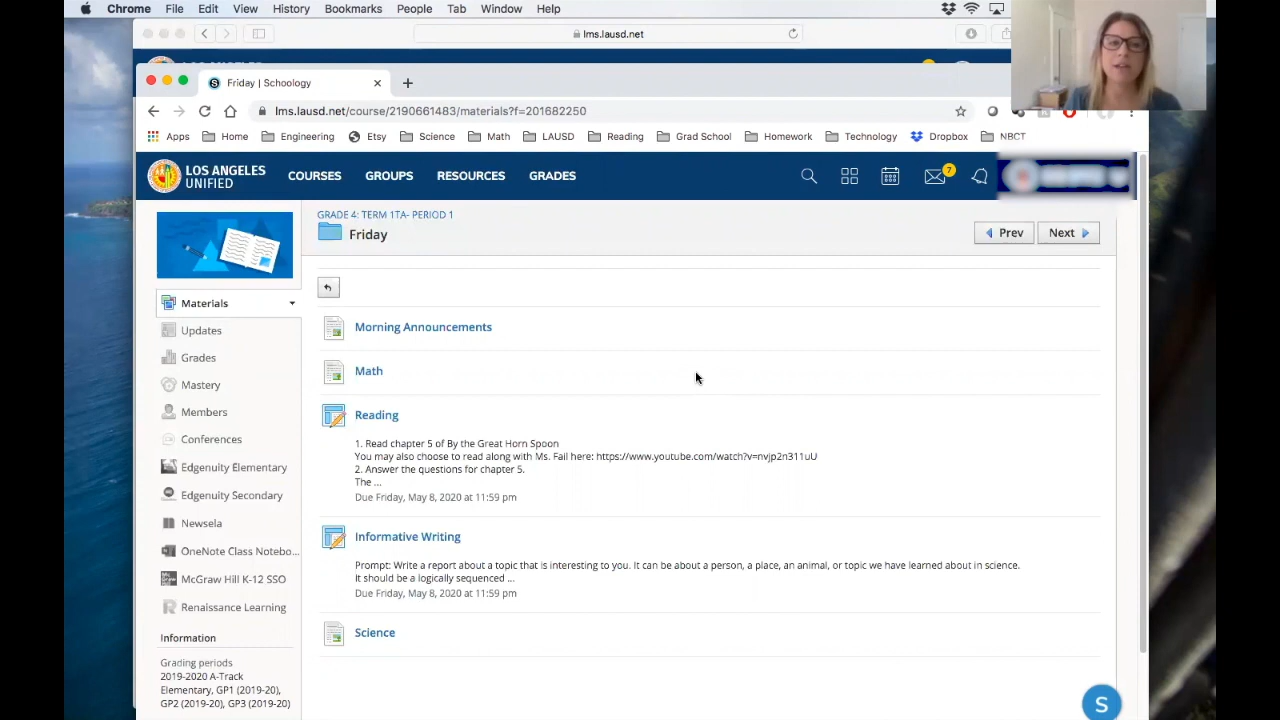 Chrome File Edit View History Bookmarks People Tab Window Help
lms.lausd.net
Friday | Schoology
lms.lausd.net/course/2190661483/materials?f=201682250
Apps Home Engineering Etsy Science Math LAUSD Reading Grad School Homework Technology Dropbox NBCT
LOS ANGELES
UNIFIED
COURSES GROUPS RESOURCES GRADES
7
GRADE 4: TERM 1TA- PERIOD 1
Friday
Prev Next
Materials
Updates
Grades
Mastery
Members
Conferences
Edgenuity Elementary
Edgenuity Secondary
Newsela
OneNote Class Notebo...
McGraw Hill K-12 SSO
Renaissance Learning
Information
Grading periods
2019-2020 A-Track
Elementary, GP1 (2019-20),
GP2 (2019-20), GP3 (2019-20)
Morning Announcements
Math
Reading
1. Read chapter 5 of By the Great Horn Spoon
You may also choose to read along with Ms. Fail here: https://www.youtube.com/watch?v=nvjp2n311uU
2. Answer the questions for chapter 5.
The ...
Due Friday, May 8, 2020 at 11:59 pm
Informative Writing
Prompt: Write a report about a topic that is interesting to you. It can be about a person, a place, an animal, or topic we have learned about in science.
It should be a logically sequenced ...
Due Friday, May 8, 2020 at 11:59 pm
Science
S